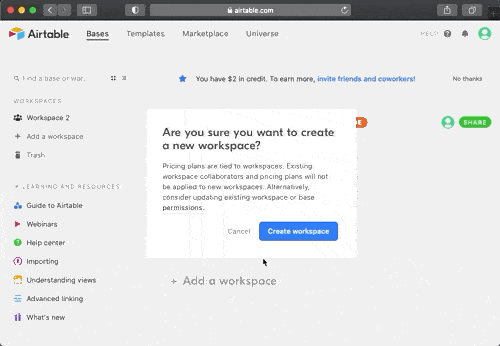 airtable.com
Airtable
Bases
Templates
Marketplace
Universe
HELP
Find a base or wor...
You have $2 in credit. To earn more, invite friends and coworkers!
No thanks
WORKSPACES
Workspace 2
+ Add a workspace
Trash
SHARE
Are you sure you want to create
a new workspace?
Pricing plans are tied to workspaces. Existing
workspace collaborators and pricing plans will not
be applied to new workspaces. Alternatively,
consider updating existing workspace or base
permissions.
Cancel
Create workspace
+ Add a workspace
LEARNING AND RESOURCES
Guide to Airtable
Webinars
Help center
Importing
Understanding views
Advanced linking
What's new